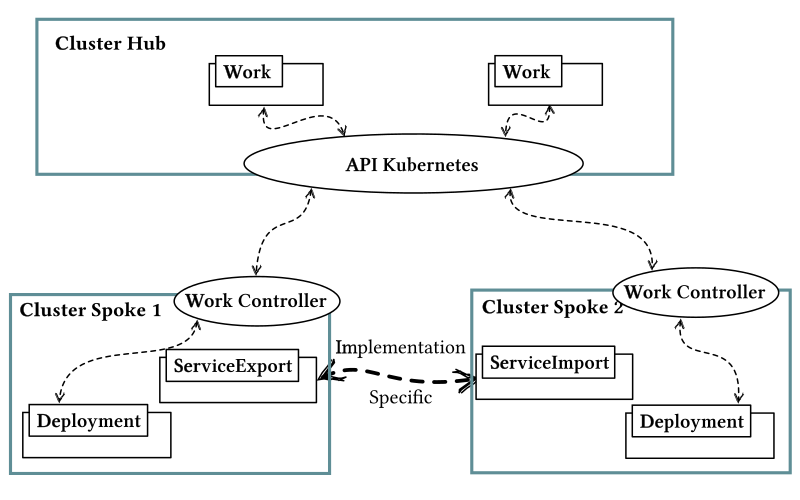 Cluster Hub
Work
Work
API Kubernetes
Cluster Spoke 1
Work Controller
Cluster Spoke 2
Work Controller
Implementation
Specific
ServiceExport
ServiceImport
Deployment
Deployment